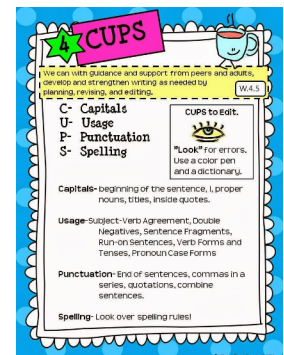 4 CUPS
We can with guidance and support from peers and adults,
develop and strengthen writing as needed by
planning, revising, and editing.
W.4.5
C- Capitals
U- Usage
P- Punctuation
S- Spelling
CUPS to Edit.
"Look" for errors.
Use a color pen
and a dictionary.
Capitals- beginning of the sentence, I, proper
nouns, titles, inside quotes.
Usage-Subject-Verb Agreement, Double
Negatives, Sentence Fragments,
Run-on Sentences, Verb Forms and
Tenses, Pronoun Case Forms
Punctuation-End of sentences, commas in a
series, quotations, combine
sentences.
Spelling- Look over spelling rules!